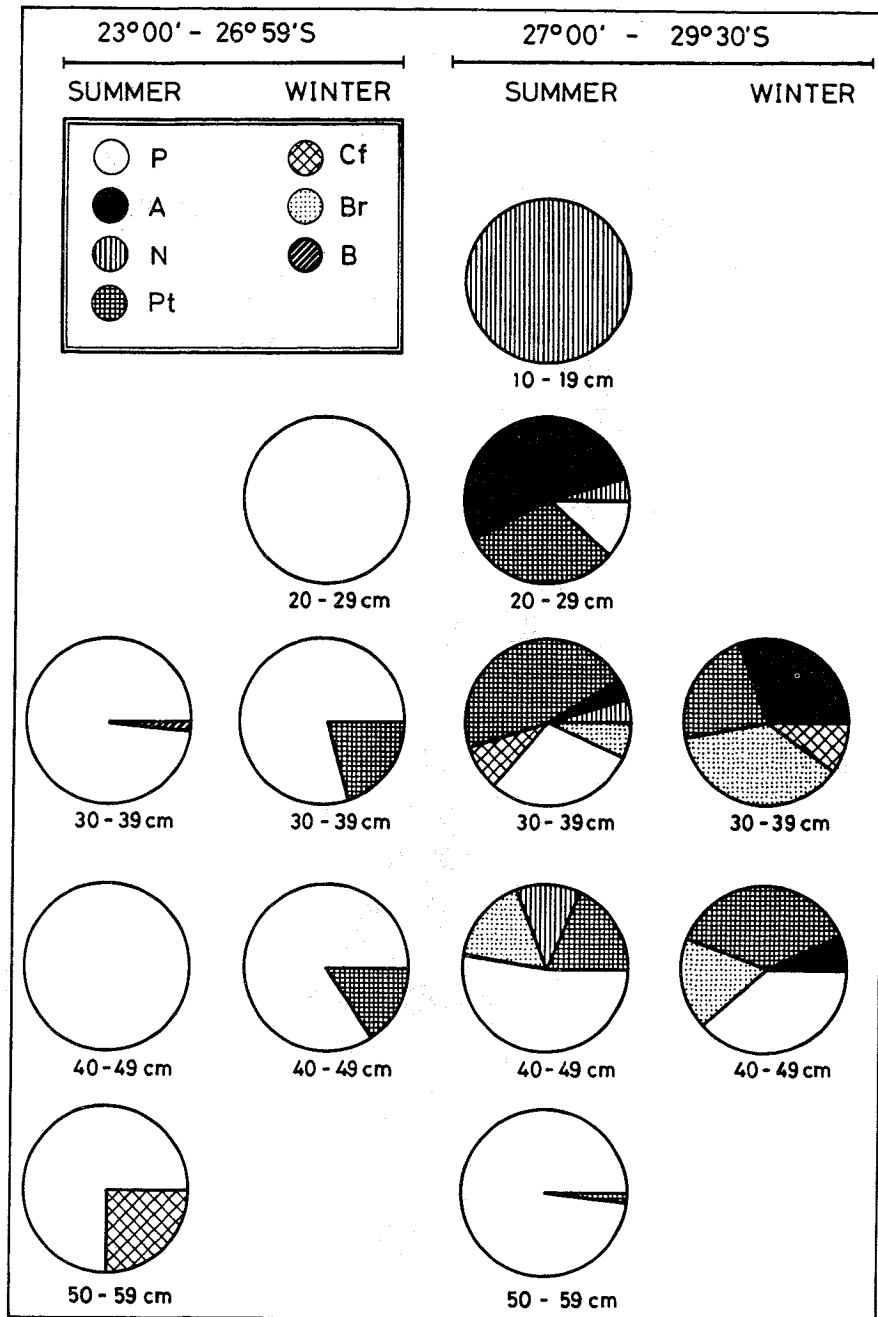 23°00' - 26°59'S 27°00' - 29°30'S
SUMMER WINTER SUMMER WINTER
P Cf
A Br
N B
Pt
10 - 19 cm
20 - 29 cm 20 - 29 cm
30 - 39 cm 30 - 39 cm 30 - 39 cm 30 - 39 cm
40 - 49 cm 40 - 49 cm 40 - 49 cm 40 - 49 cm
50 - 59 cm 50 - 59 cm